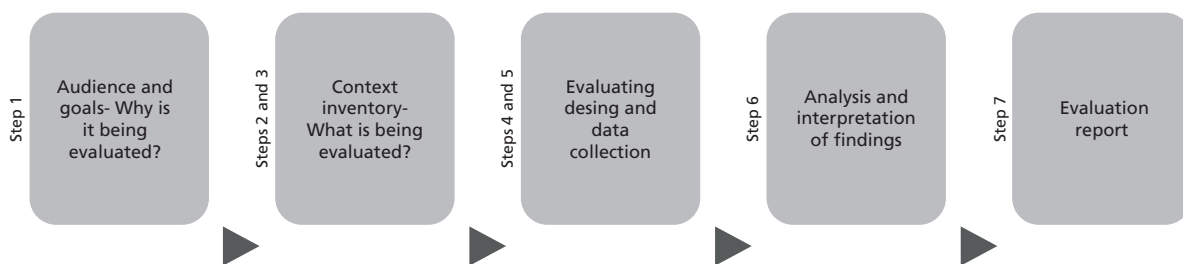 Step 1
Audience and
goals- Why is
it being
evaluated?
Steps 2 and 3
Context
inventory-
What is being
evaluated?
Steps 4 and 5
Evaluating
desing and
data
collection
Step 6
Analysis and
interpretation
of findings
Step 7
Evaluation
report